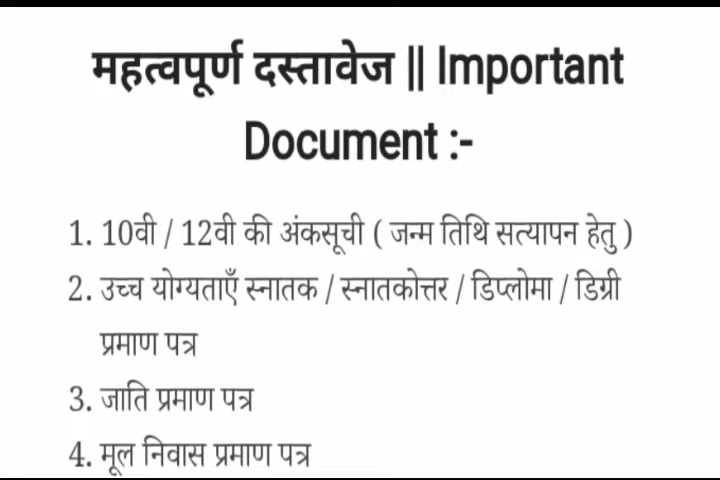 महत्वपूर्ण दस्तावेज || Important
Document :-
1. 10वी / 12वी की अंकसूची ( जन्म तिथि सत्यापन हेतु )
2. उच्च योग्यताएँ स्नातक / स्नातकोत्तर / डिप्लोमा / डिग्री
प्रमाण पत्र
3. जाति प्रमाण पत्र
4. मूल निवास प्रमाण पत्र